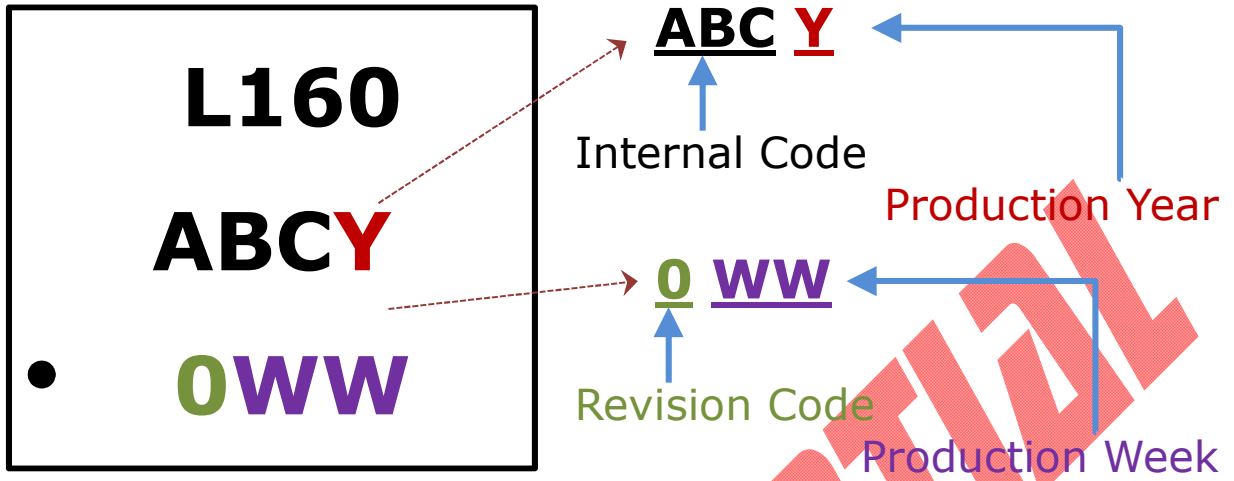 L160
ABCY
0WW
ABC Y
Internal Code
Production Year
0 WW
Revision Code
Production Week